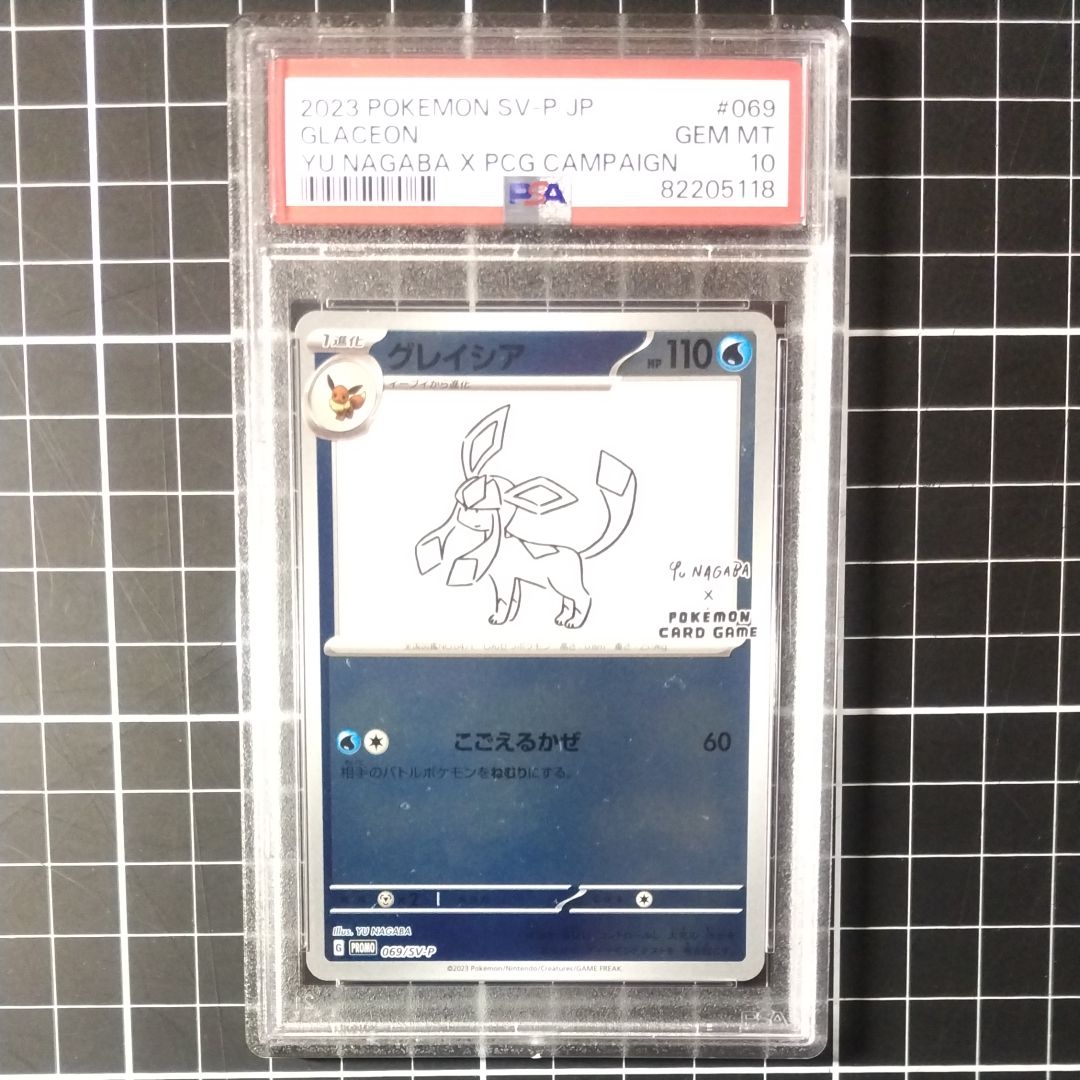 2023 POKEMON SV-P JP #069
GLACEON GEM MT
YU NAGABA X PCG CAMPAIGN 10
PSA 82205118
1進化 グレイシア HP 110
イーブイから進化
Yu NAGABA
X
POKÉMON
CARD GAME
こごえるかぜ 60
相手のバトルポケモンをねむりにする。
×2
Illus. YU NAGABA
G PROMO 069/SV-P
©2023 Pokémon/Nintendo/Creatures/GAME FREAK
PSA